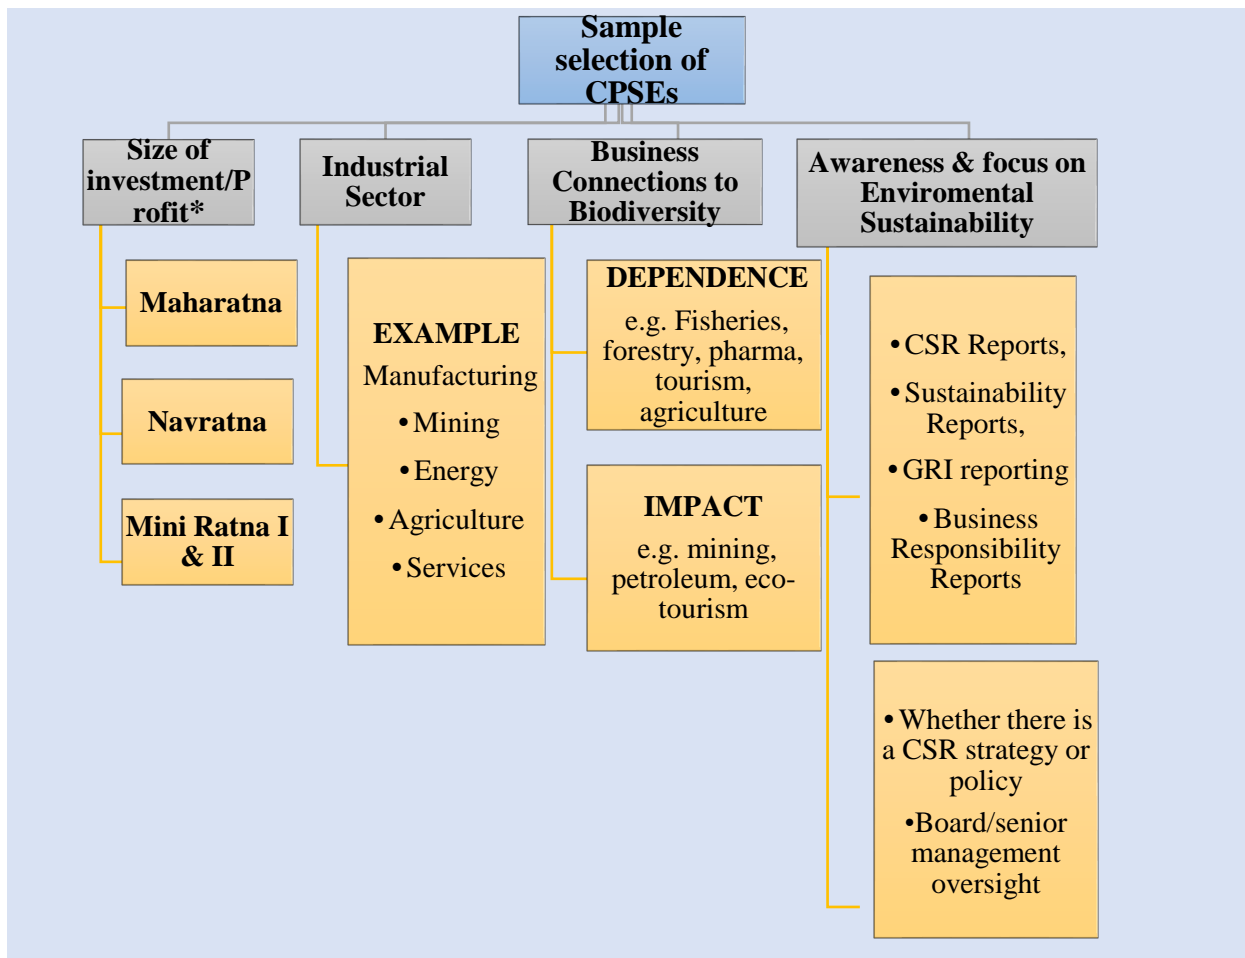 Sample
selection of
CPSEs
Size of
investment/P
rofit*
Maharatna
Navratna
Mini Ratna I
& II
Industrial
Sector
EXAMPLE
Manufacturing
• Mining
• Energy
• Agriculture
• Services
Business
Connections to
Biodiversity
DEPENDENCE
e.g. Fisheries,
forestry, pharma,
tourism,
agriculture
IMPACT
e.g. mining,
petroleum, eco-
tourism
Awareness & focus on
Enviromental
Sustainability
• CSR Reports,
• Sustainability
Reports,
• GRI reporting
• Business
Responsibility
Reports
• Whether there is
a CSR strategy or
policy
•Board/senior
management
oversight